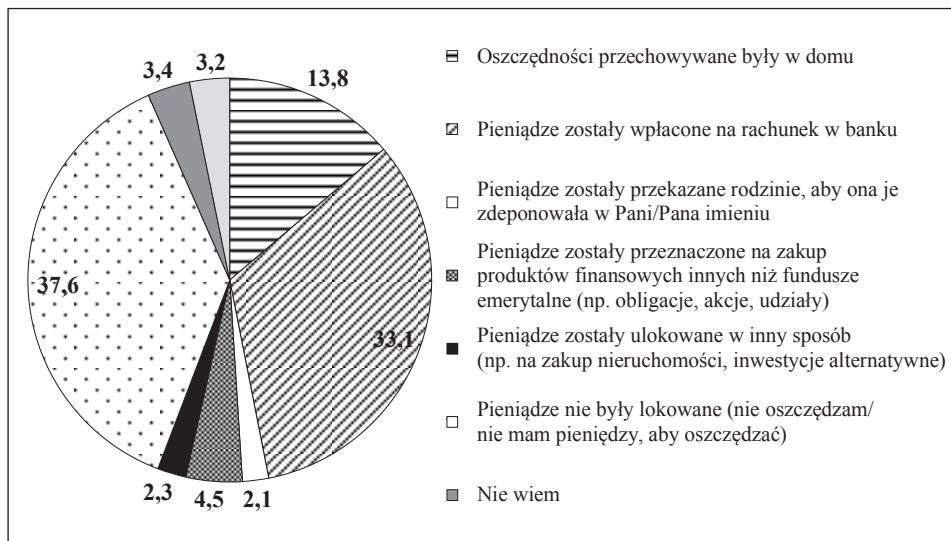 3,4
3,2
13,8
37,6
33,1
2,3
4,5
2,1
Oszczędności przechowywane były w domu
Pieniądze zostały wpłacone na rachunek w banku
Pieniądze zostały przekazane rodzinie, aby ona je
zdeponowała w Pani/Pana imieniu
Pieniądze zostały przeznaczone na zakup
produktów finansowych innych niż fundusze
emerytalne (np. obligacje, akcje, udziały)
Pieniądze zostały ulokowane w inny sposób
(np. na zakup nieruchomości, inwestycje alternatywne)
Pieniądze nie były lokowane (nie oszczędzam/
nie mam pieniędzy, aby oszczędzać)
Nie wiem